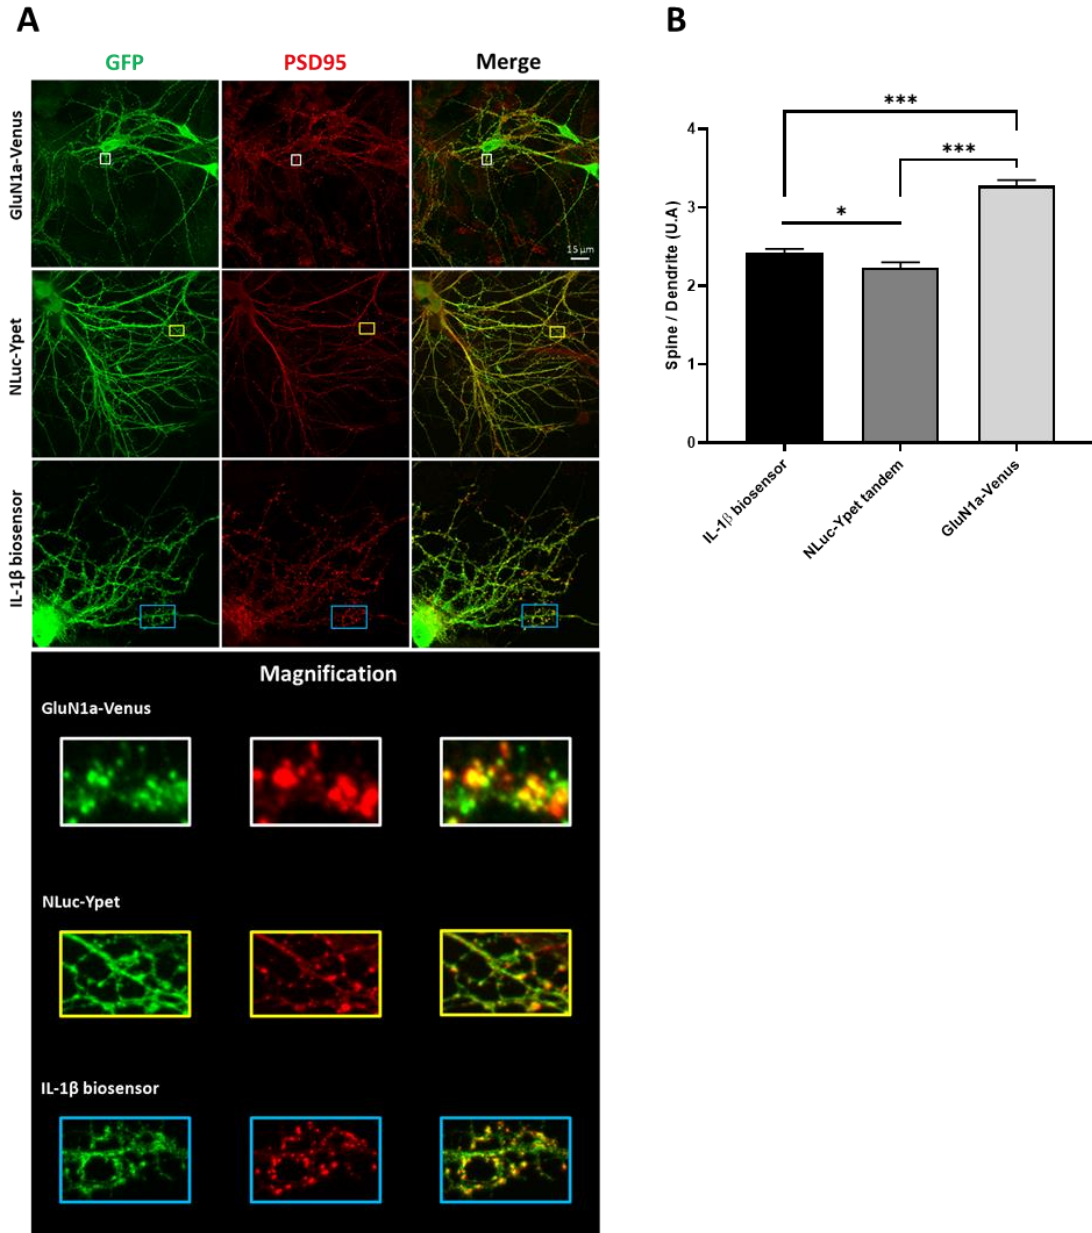 A
GFP
PSD95
Merge
GluN1a-Venus
15 µm
NLuc-Ypet
IL-1β biosensor
Magnification
GluN1a-Venus
NLuc-Ypet
IL-1β biosensor
B
***
***
*
Spine / Dendrite (U.A)
4
3
2
1
0
IL-1β biosensor
NLuc-Ypet tandem
GluN1a-Venus